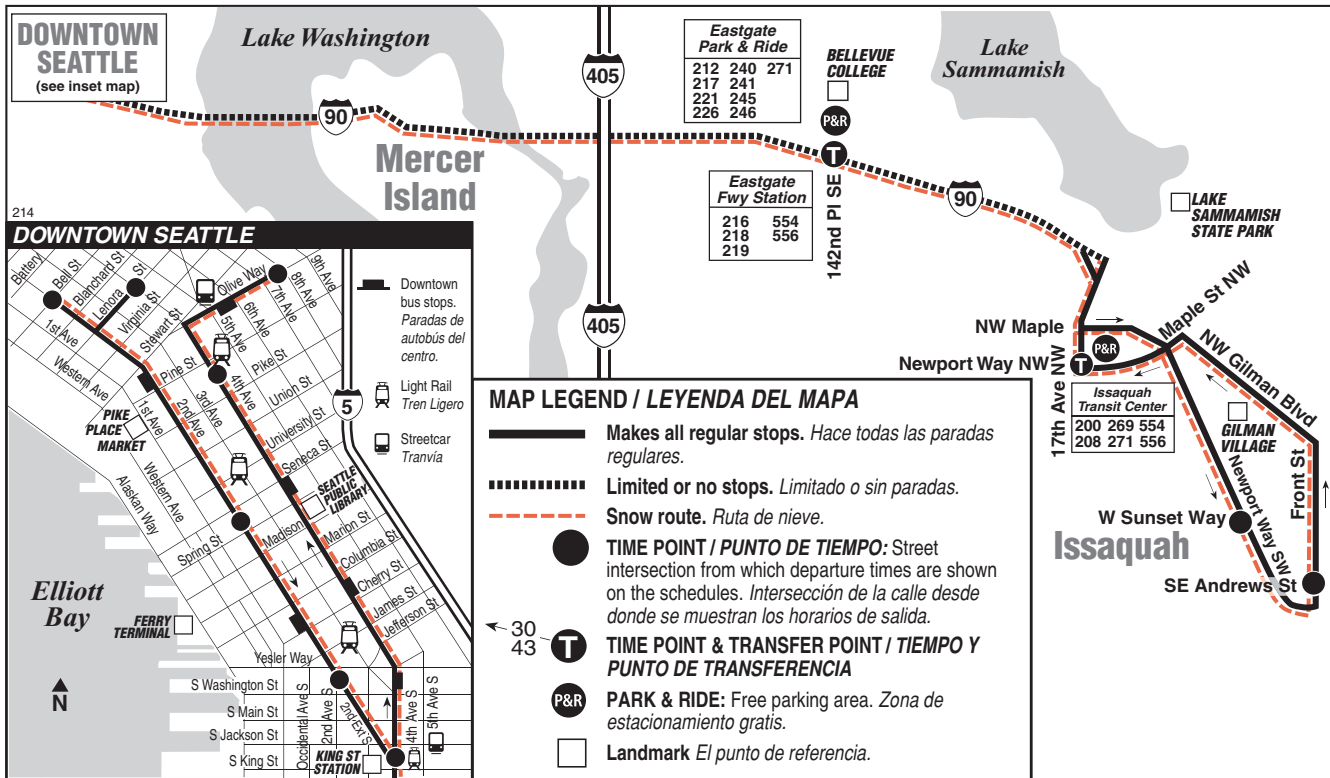 DOWNTOWN
SEATTLE
(see inset map)
Lake Washington
90
Mercer
Island
405
405
Eastgate
Park & Ride
212 240 271
217 241
221 245
226 246
BELLEVUE
COLLEGE
P&R
T
142nd Pl SE
Eastgate
Fwy Station
216 554
218 556
219
Lake
Sammamish
90
LAKE
SAMMAMISH
STATE PARK
NW Maple
Maple St NW
P&R
Newport Way NW
T
17th Ave NW
NW Gilman Blvd
Issaquah
Transit Center
200 269 554
208 271 556
GILMAN
VILLAGE
Newport Way SW
Front St
W Sunset Way
Issaquah
SE Andrews St
214
DOWNTOWN SEATTLE
Battery
Bell St
Blanchard St
Lenora St
Virginia St
Stewart St
Olive Way
9th Ave
8th Ave
7th Ave
6th Ave
5th Ave
4th Ave
3rd Ave
2nd Ave
1st Ave
1st Ave
Western Ave
Western Ave
Alaskan Way
Pine St
Pike St
Union St
University St
Seneca St
Spring St
Madison
Marion St
Columbia St
Cherry St
James St
Jefferson St
Yesler Way
S Washington St
S Main St
S Jackson St
S King St
Occidental Ave S
2nd Ave S
2nd Ext S
4th Ave S
5th Ave S
PIKE
PLACE
MARKET
SEATTLE
PUBLIC
LIBRARY
FERRY
TERMINAL
KING ST
STATION
Elliott
Bay
N
5
Downtown
bus stops.
Paradas de
autobús del
centro.
Light Rail
Tren Ligero
Streetcar
Tranvía
MAP LEGEND / LEYENDA DEL MAPA
Makes all regular stops. Hace todas las paradas
regulares.
Limited or no stops. Limitado o sin paradas.
Snow route. Ruta de nieve.
TIME POINT / PUNTO DE TIEMPO: Street
intersection from which departure times are shown
on the schedules. Intersección de la calle desde
donde se muestran los horarios de salida.
30
43
T
TIME POINT & TRANSFER POINT / TIEMPO Y
PUNTO DE TRANSFERENCIA
P&R
PARK & RIDE: Free parking area. Zona de
estacionamiento gratis.
Landmark El punto de referencia.